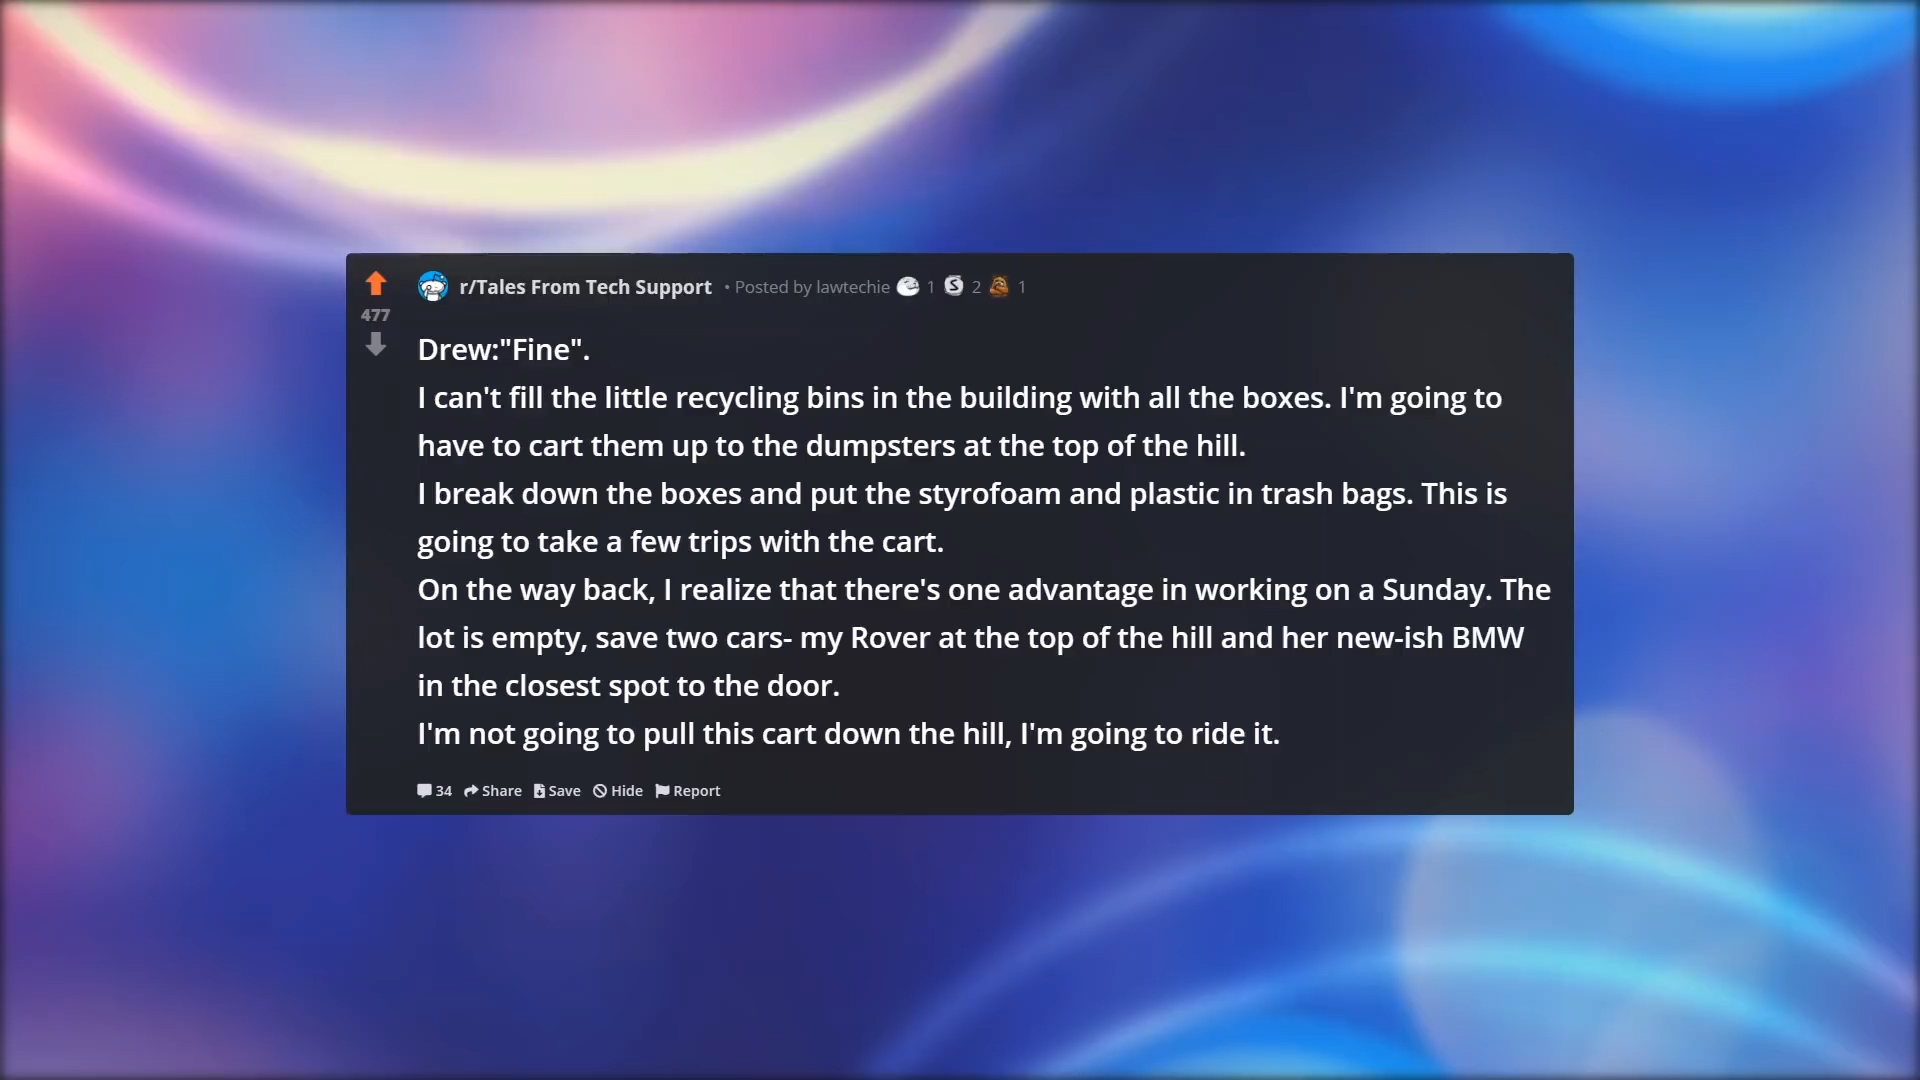 r/Tales From Tech Support • Posted by lawtechie 1 2 1
477
Drew:"Fine".
I can't fill the little recycling bins in the building with all the boxes. I'm going to
have to cart them up to the dumpsters at the top of the hill.
I break down the boxes and put the styrofoam and plastic in trash bags. This is
going to take a few trips with the cart.
On the way back, I realize that there's one advantage in working on a Sunday. The
lot is empty, save two cars- my Rover at the top of the hill and her new-ish BMW
in the closest spot to the door.
I'm not going to pull this cart down the hill, I'm going to ride it.
34 Share Save Hide Report